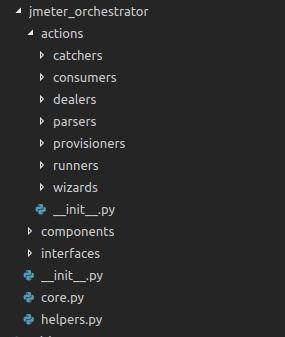 jmeter_orchestrator
actions
catchers
consumers
dealers
parsers
provisioners
runners
wizards
__init__.py
components
interfaces
__init__.py
core.py
helpers.py